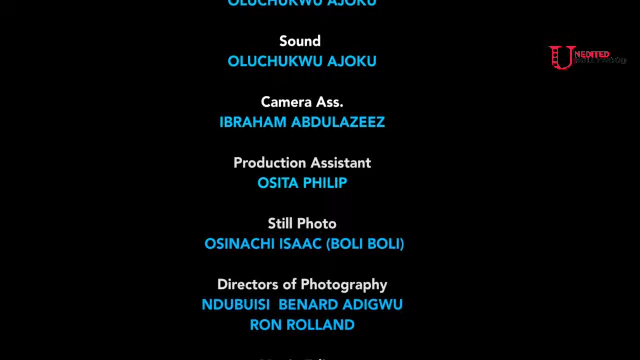 OLUCHUKWU AJOKU
Sound
OLUCHUKWU AJOKU
UNEDITED
Camera Ass.
IBRAHAM ABDULAZEEZ
Production Assistant
OSITA PHILIP
Still Photo
OSINACHI ISAAC (BOLI BOLI)
Directors of Photography
NDUBUISI  BENARD ADIGWU
RON ROLLAND